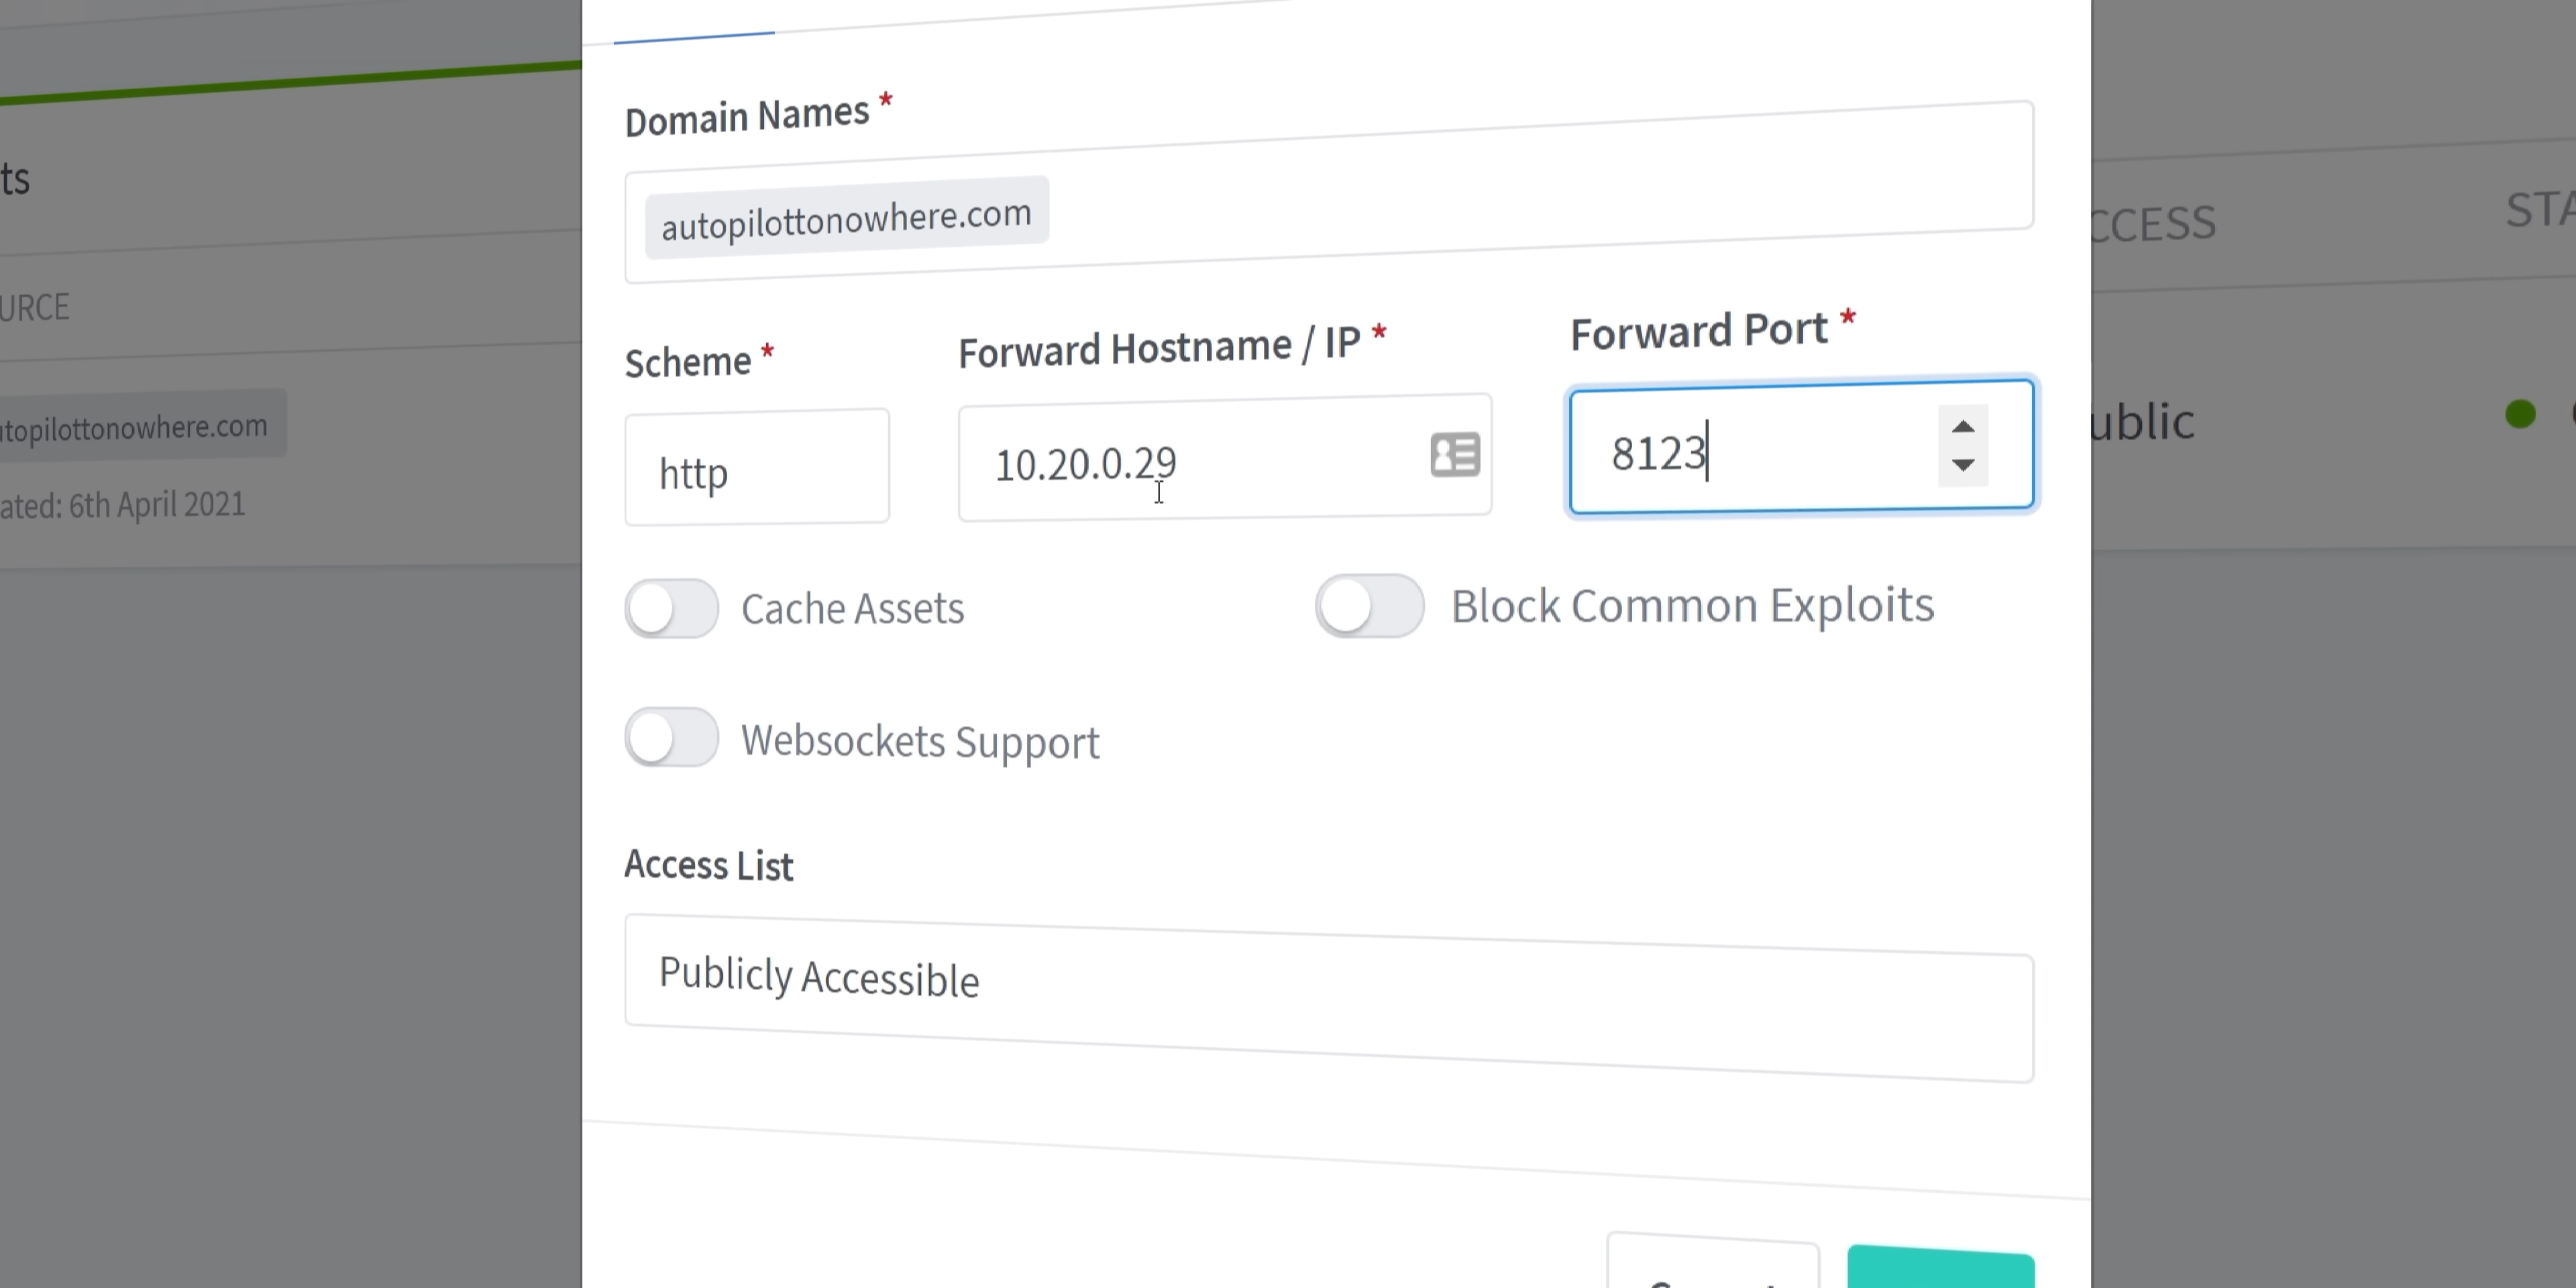 Domain Names *
autopilottonowhere.com
Scheme *
Forward Hostname / IP *
Forward Port *
http
10.20.0.29
8123
Cache Assets
Block Common Exploits
Websockets Support
Access List
Publicly Accessible
ts
URCE
utopilottonowhere.com
ated: 6th April 2021
CCESS
STA
ublic